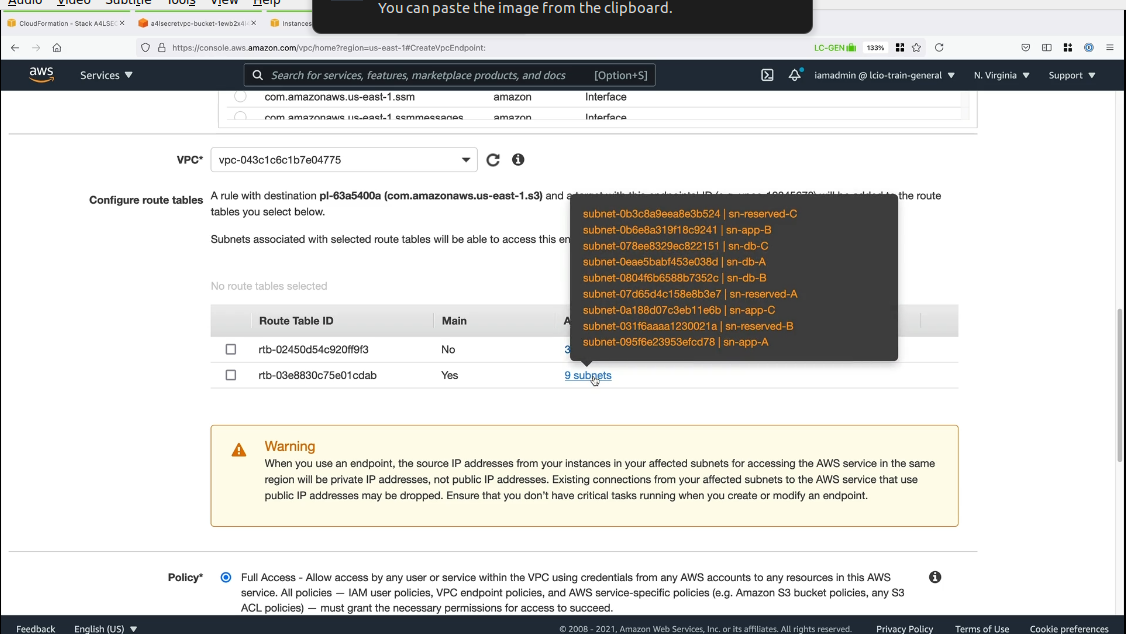 Audio Video Subtitle Tools View Help
You can paste the image from the clipboard.
CloudFormation - Stack A4LSEC
a4lsecretvpc-bucket-1ewb2x4
Instances
https://console.aws.amazon.com/vpc/home?region=us-east-1#CreateVpcEndpoint:
LC-GEN
133%
aws
Services
Search for services, features, marketplace products, and docs
[Option+S]
iamadmin @ lcio-train-general
N. Virginia
Support
com.amazonaws.us-east-1.ssm amazon Interface
com.amazonaws.us-east-1.ssmmessages amazon Interface
VPC*
vpc-043c1c6c1b7e04775
Configure route tables
A rule with destination pl-63a5400a (com.amazonaws.us-east-1.s3) and a target with this endpoints' ID (e.g. vpce-12345678) will be added to the route
tables you select below.
Subnets associated with selected route tables will be able to access this en
subnet-0b3c8a9eea8e3b524 | sn-reserved-C
subnet-0b6e8a319f18c9241 | sn-app-B
subnet-078ee8329ec822151 | sn-db-C
subnet-0eae5babf453e038d | sn-db-A
subnet-0804f6b6588b7352c | sn-db-B
subnet-07d65d4c158e8b3e7 | sn-reserved-A
subnet-0a188d07c3eb11e6b | sn-app-C
subnet-031f6aaaa1230021a | sn-reserved-B
subnet-095f6e23953efcd78 | sn-app-A
No route tables selected
Route Table ID Main A
rtb-02450d54c920ff9f3 No 3
rtb-03e8830c75e01cdab Yes 9 subnets
Warning
When you use an endpoint, the source IP addresses from your instances in your affected subnets for accessing the AWS service in the same
region will be private IP addresses, not public IP addresses. Existing connections from your affected subnets to the AWS service that use
public IP addresses may be dropped. Ensure that you don't have critical tasks running when you create or modify an endpoint.
Policy*
Full Access - Allow access by any user or service within the VPC using credentials from any AWS accounts to any resources in this AWS
service. All policies — IAM user policies, VPC endpoint policies, and AWS service-specific policies (e.g. Amazon S3 bucket policies, any S3
ACL policies) — must grant the necessary permissions for access to succeed.
Feedback
English (US)
© 2008 - 2021, Amazon Web Services, Inc. or its affiliates. All rights reserved.
Privacy Policy
Terms of Use
Cookie preferences